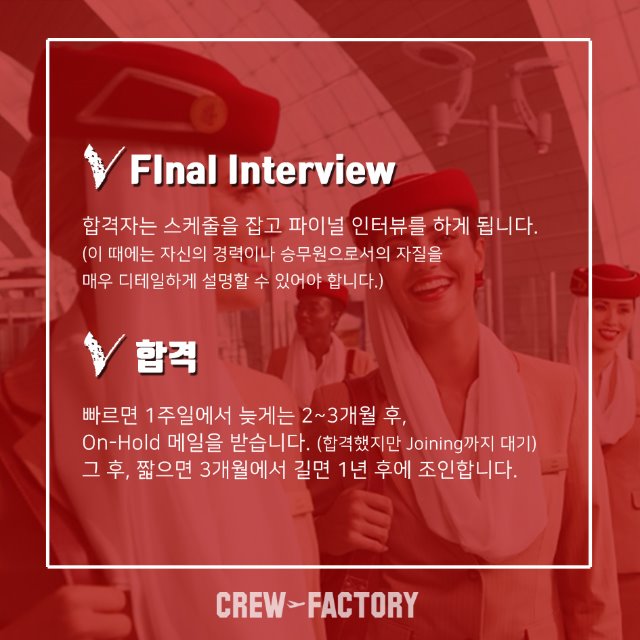 FInal Interview
합격자는 스케줄을 잡고 파이널 인터뷰를 하게 됩니다.
(이 때에는 자신의 경력이나 승무원으로서의 자질을
매우 디테일하게 설명할 수 있어야 합니다.)
합격
빠르면 1주일에서 늦게는 2~3개월 후,
On-Hold 메일을 받습니다. (합격했지만 Joining까지 대기)
그 후, 짧으면 3개월에서 길면 1년 후에 조인합니다.
CREW FACTORY